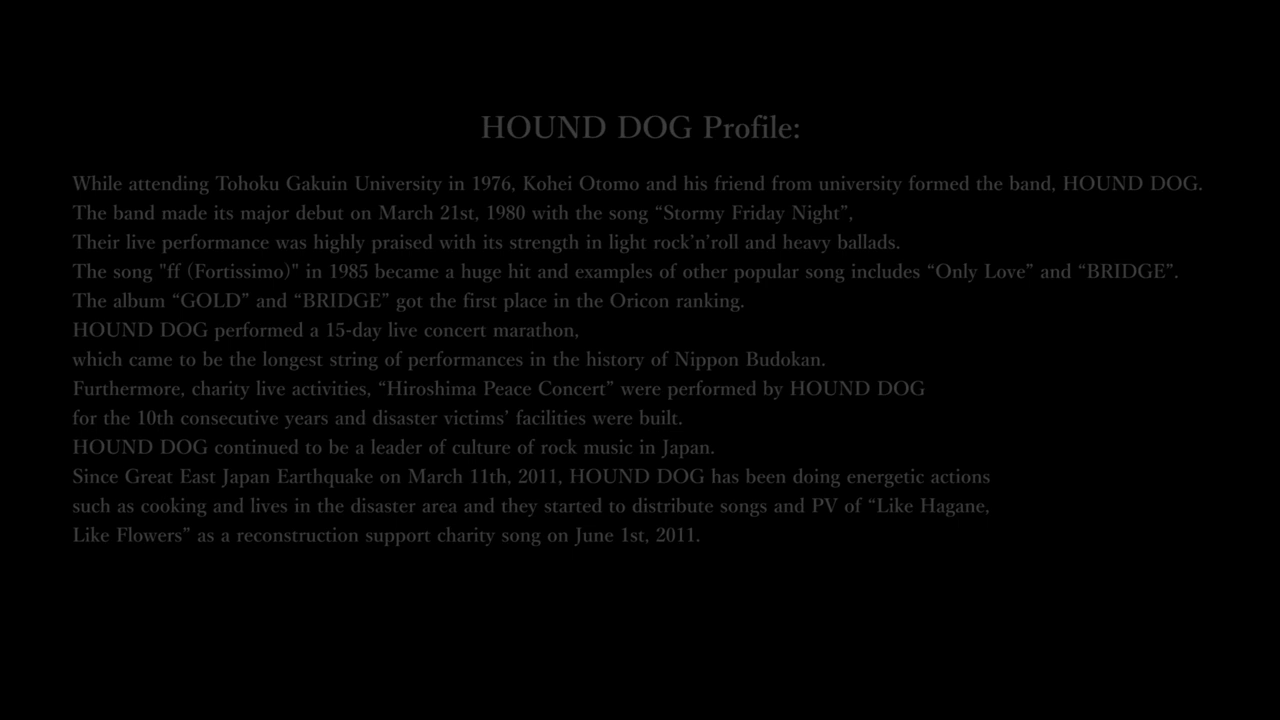 HOUND DOG Profile:
While attending Tohoku Gakuin University in 1976, Kohei Otomo and his friend from university formed the band, HOUND DOG.
The band made its major debut on March 21st, 1980 with the song “Stormy Friday Night”,
Their live performance was highly praised with its strength in light rock’n’roll and heavy ballads.
The song "ff (Fortissimo)" in 1985 became a huge hit and examples of other popular song includes “Only Love” and “BRIDGE”.
The album “GOLD” and “BRIDGE” got the first place in the Oricon ranking.
HOUND DOG performed a 15-day live concert marathon,
which came to be the longest string of performances in the history of Nippon Budokan.
Furthermore, charity live activities, “Hiroshima Peace Concert” were performed by HOUND DOG
for the 10th consecutive years and disaster victims’ facilities were built.
HOUND DOG continued to be a leader of culture of rock music in Japan.
Since Great East Japan Earthquake on March 11th, 2011, HOUND DOG has been doing energetic actions
such as cooking and lives in the disaster area and they started to distribute songs and PV of “Like Hagane,
Like Flowers” as a reconstruction support charity song on June 1st, 2011.